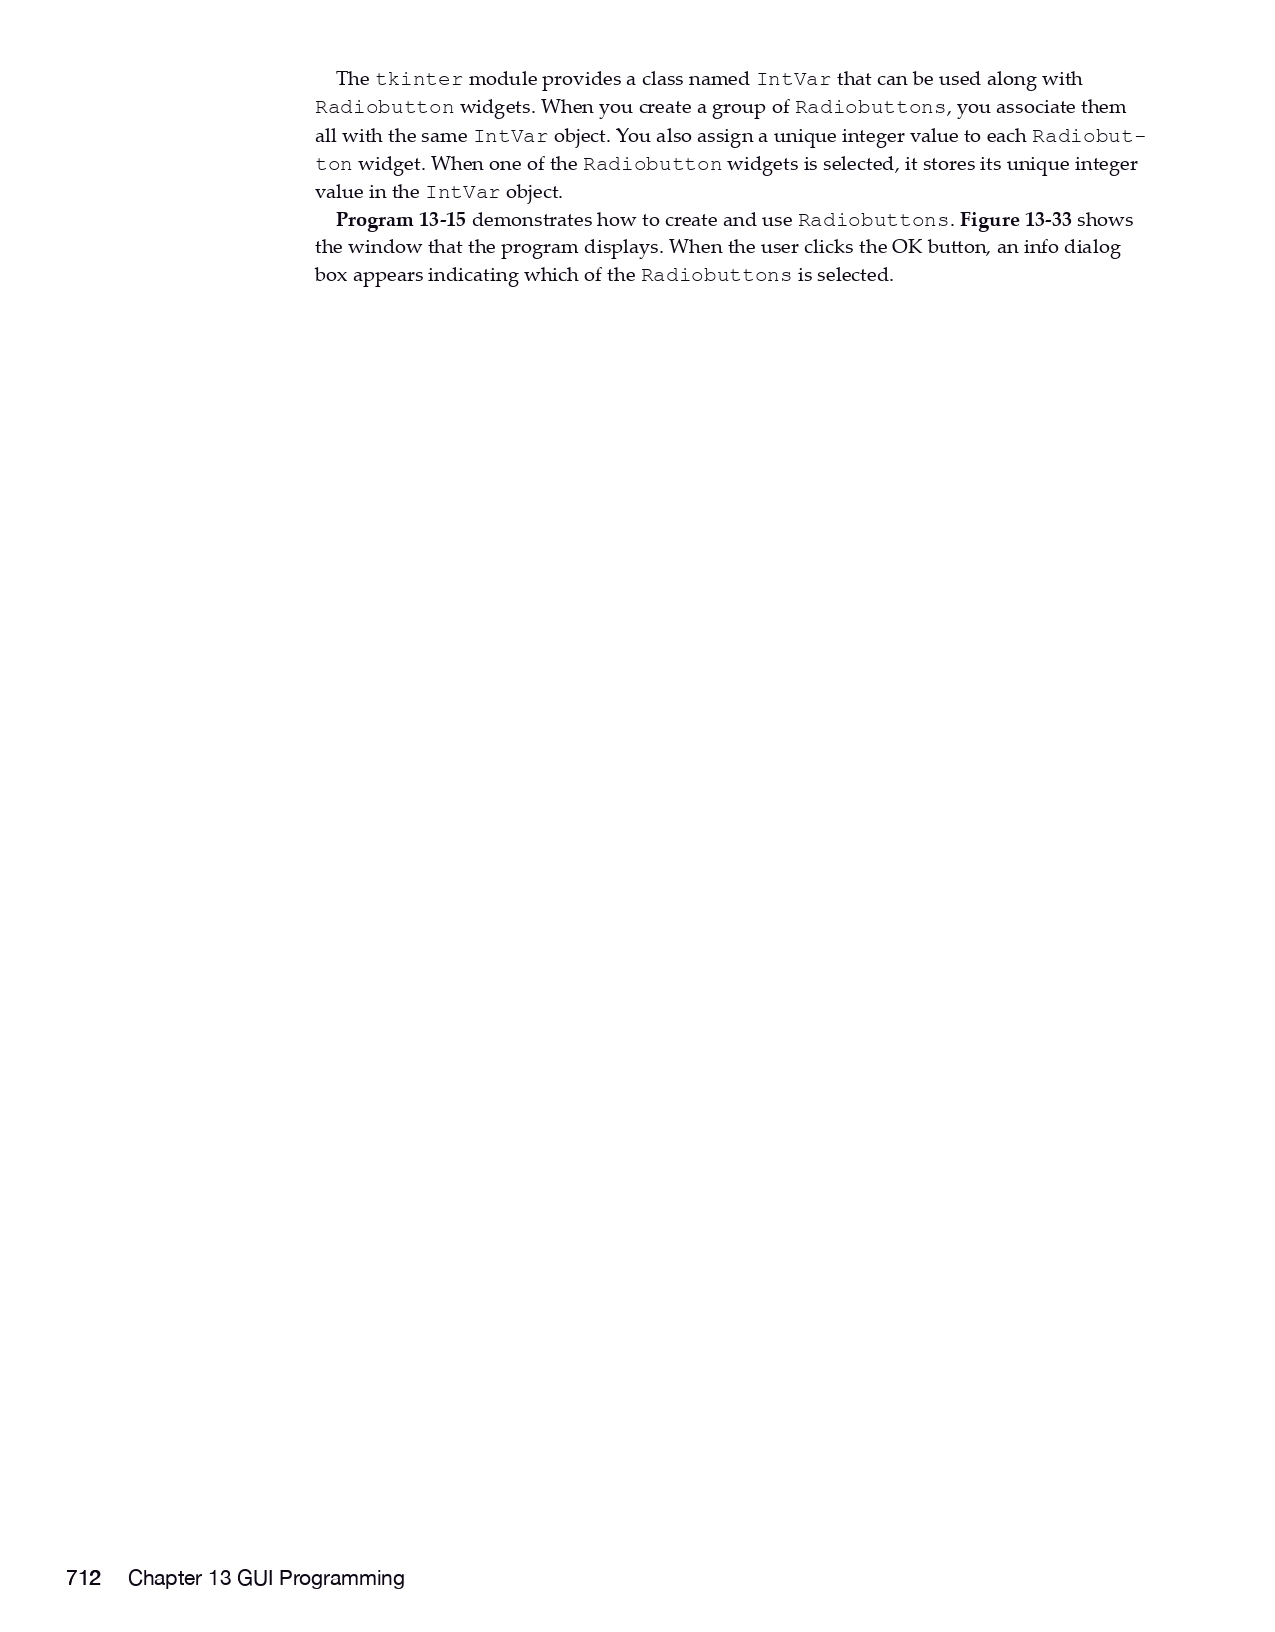 The tkinter module provides a class named IntVar that can be used along with
Radiobutton widgets. When you create a group of Radiobuttons, you associate them
all with the same IntVar object. You also assign a unique integer value to each Radiobut-
ton widget. When one of the Radiobutton widgets is selected, it stores its unique integer
value in the IntVar object.
Program 13-15 demonstrates how to create and use Radiobuttons. Figure 13-33 shows
the window that the program displays. When the user clicks the OK button, an info dialog
box appears indicating which of the Radiobuttons is selected.
712 Chapter 13 GUI Programming